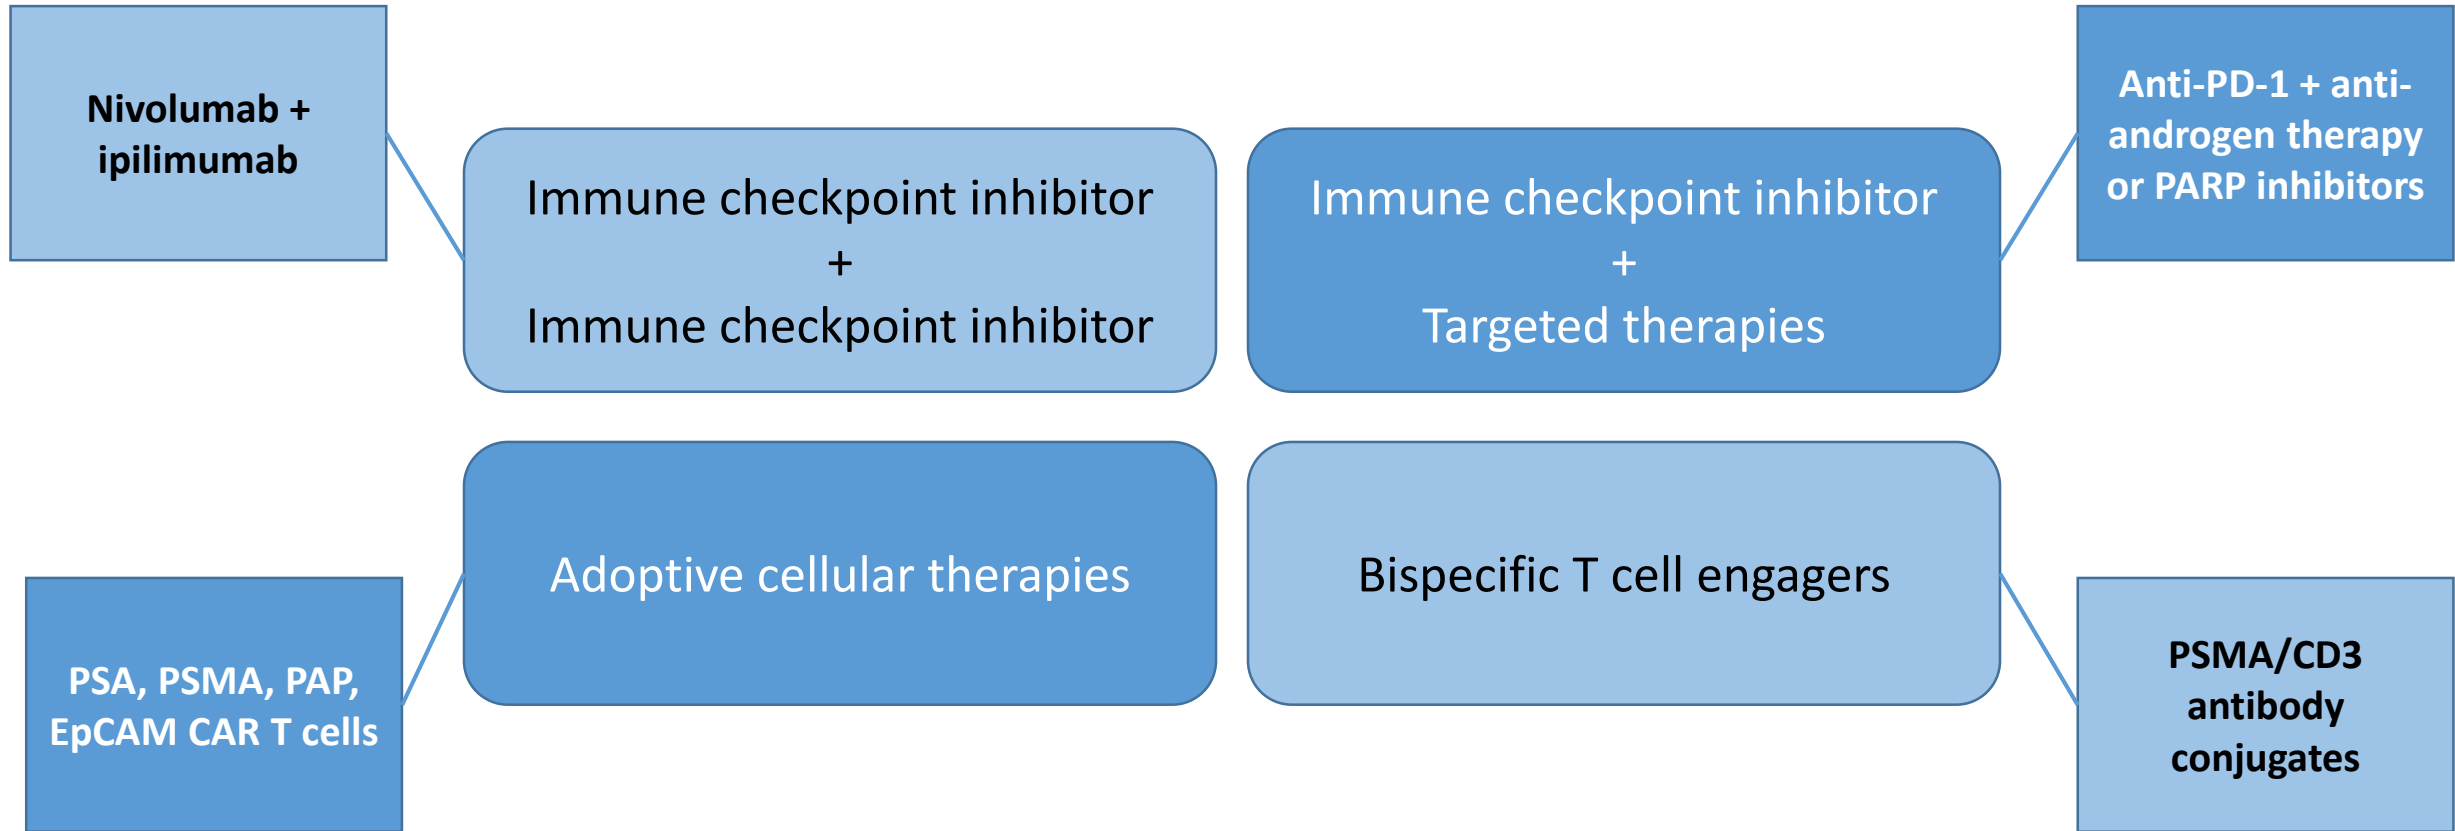 Nivolumab +
ipilimumab
Immune checkpoint inhibitor
+
Immune checkpoint inhibitor
Immune checkpoint inhibitor
+
Targeted therapies
Anti-PD-1 + anti-
androgen therapy
or PARP inhibitors
PSA, PSMA, PAP,
EpCAM CAR T cells
Adoptive cellular therapies
Bispecific T cell engagers
PSMA/CD3
antibody
conjugates